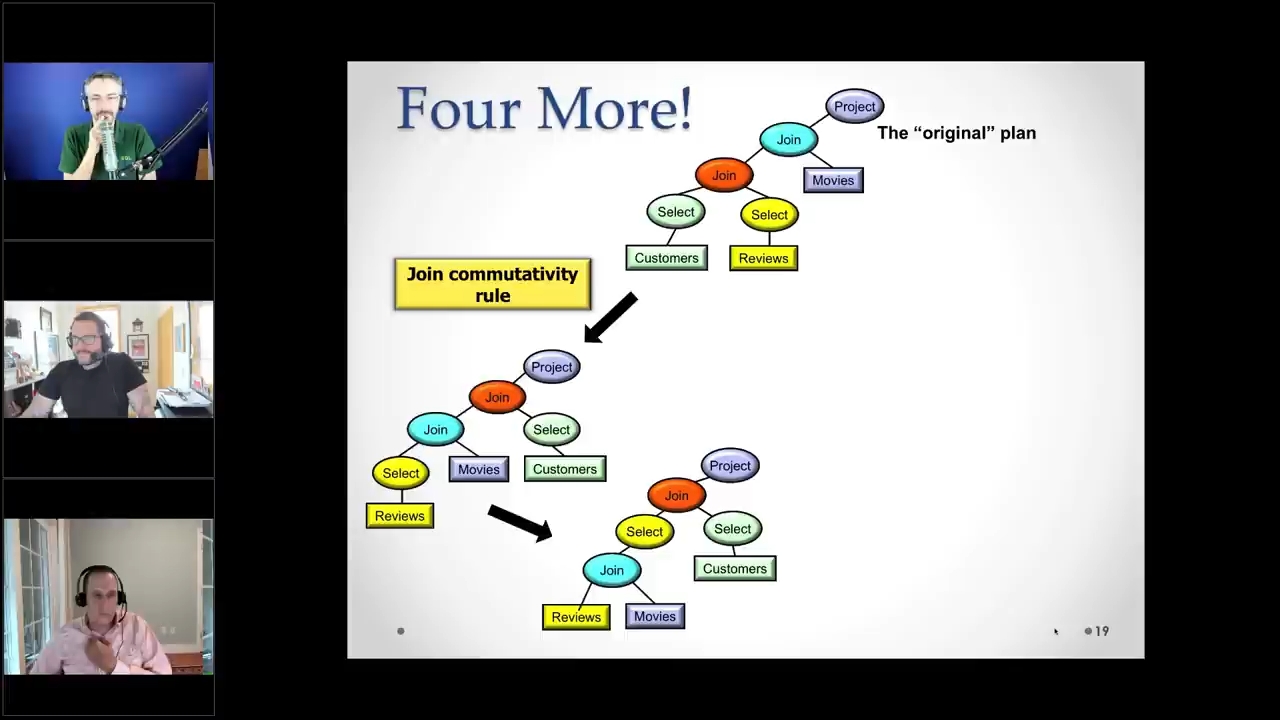 Four More!
Project
Join
The “original” plan
Join
Movies
Select
Select
Customers
Reviews
Join commutativity
rule
Project
Join
Join
Select
Select
Movies
Customers
Reviews
Project
Join
Select
Select
Join
Customers
Reviews
Movies
19